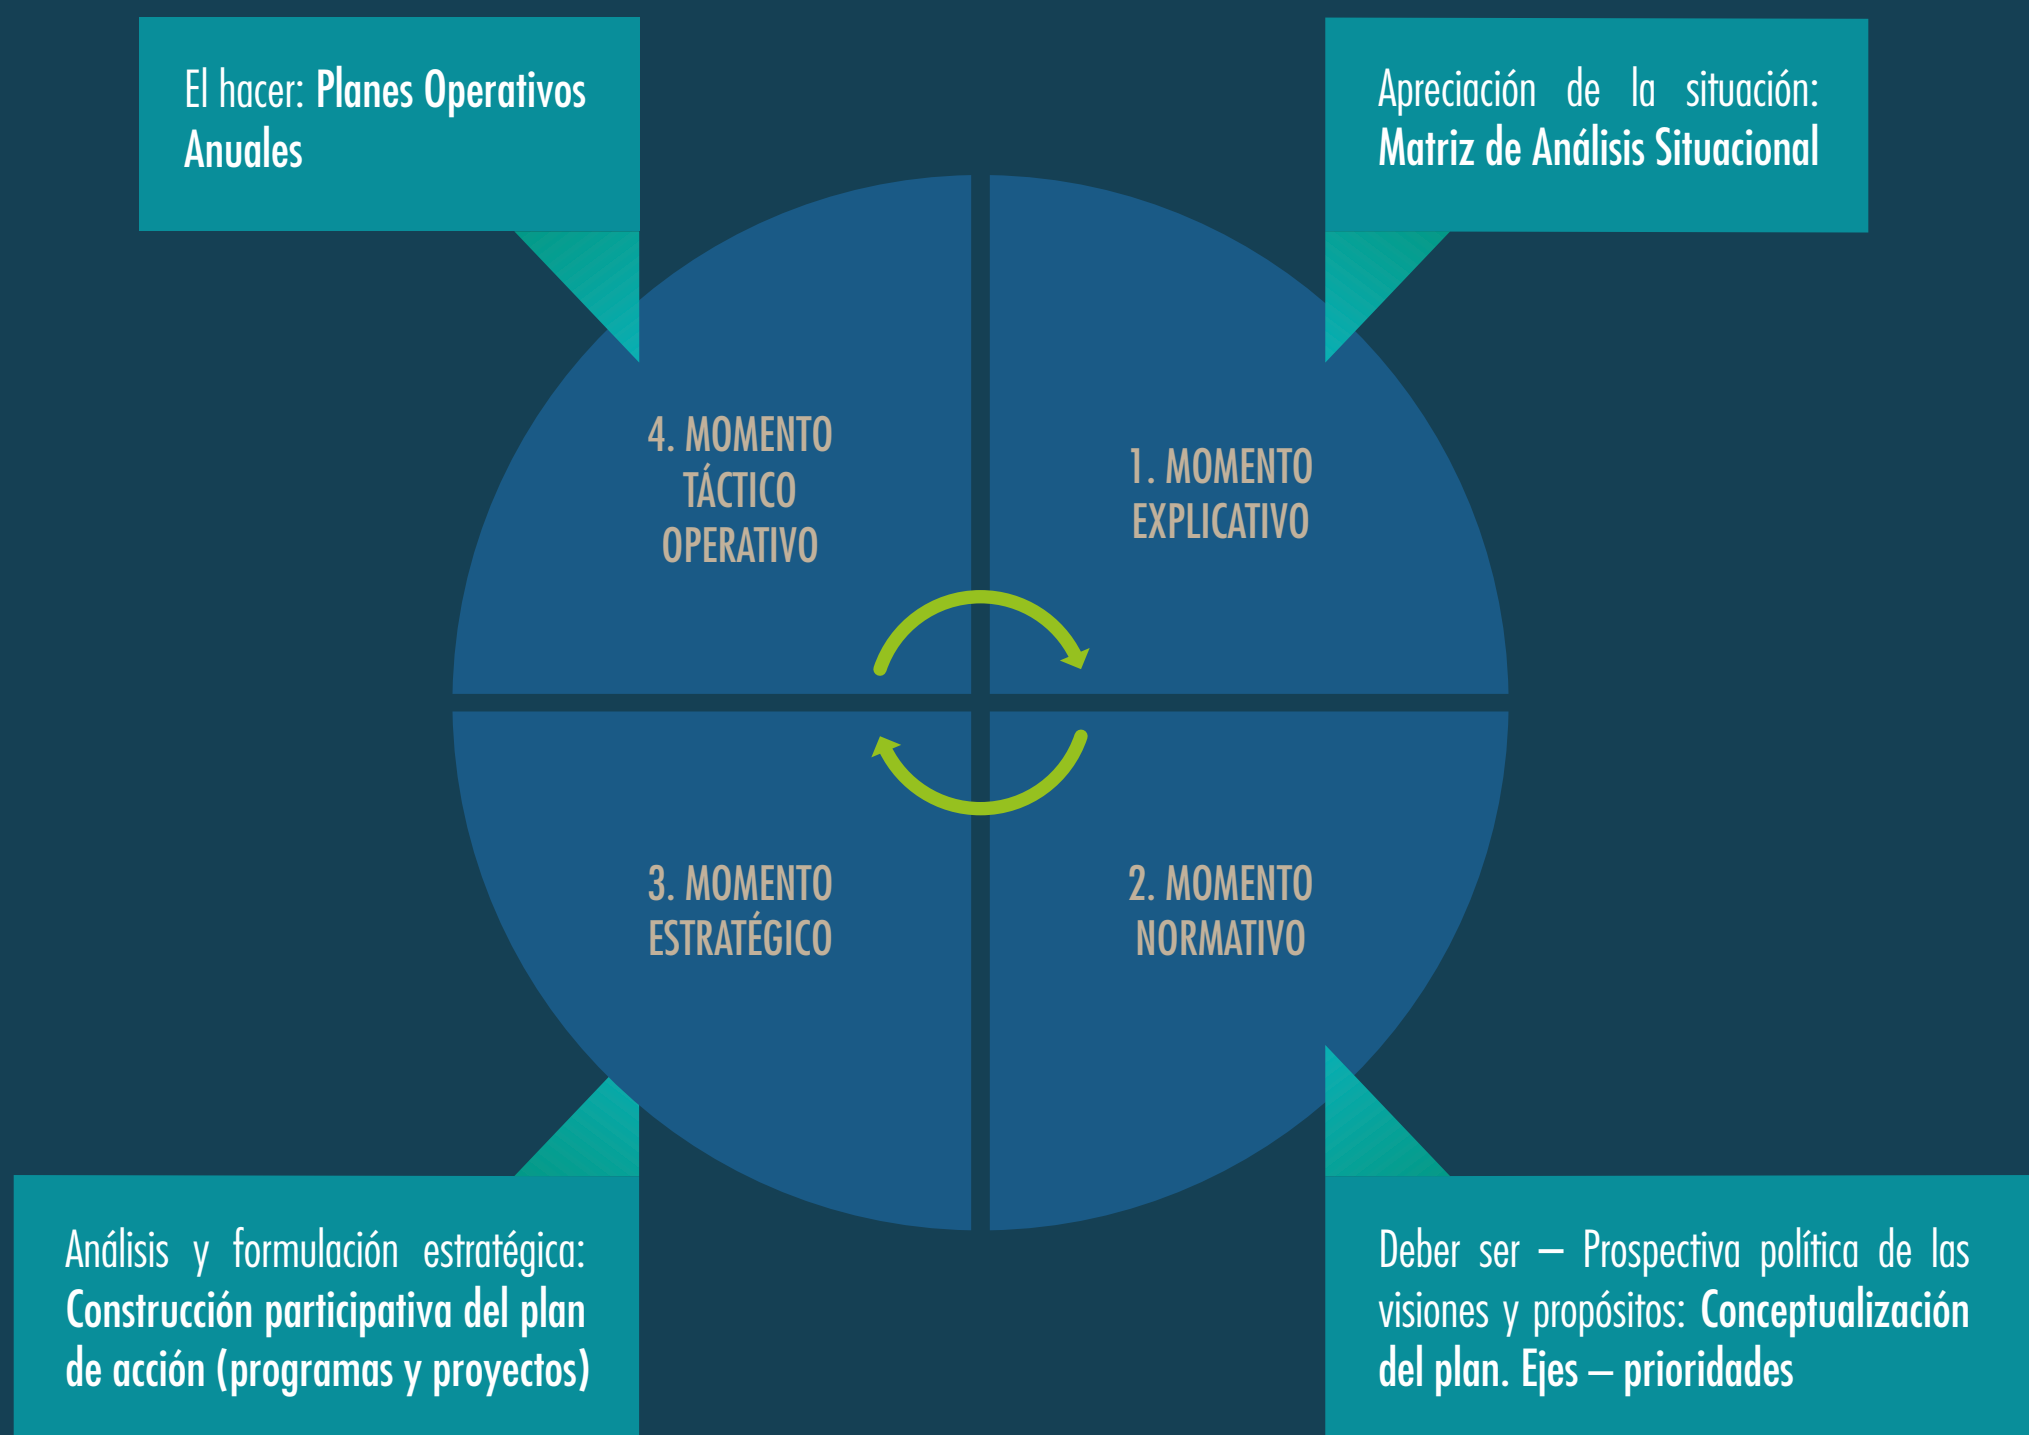 El hacer: Planes Operativos
Anuales
Apreciación de la situación:
Matriz de Análisis Situacional
4. MOMENTO
TÁCTICO
OPERATIVO
1. MOMENTO
EXPLICATIVO
3. MOMENTO
ESTRATÉGICO
2. MOMENTO
NORMATIVO
Análisis y formulación estratégica:
Construcción participativa del plan
de acción (programas y proyectos)
Deber ser – Prospectiva política de las
visiones y propósitos: Conceptualización
del plan. Ejes – prioridades